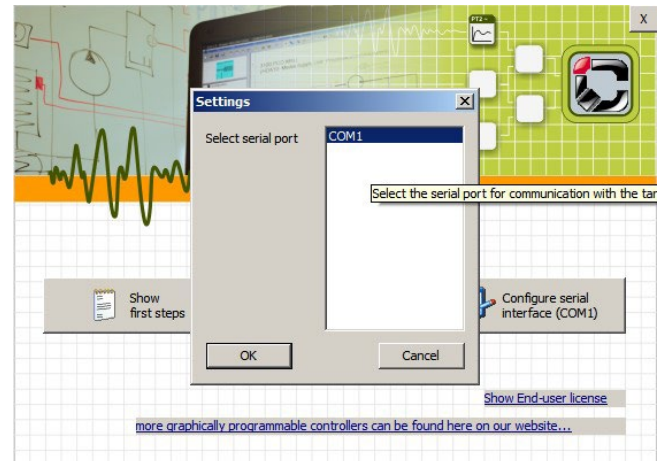 PT2 ~
X
Settings
Select serial port
COM1
Select the serial port for communication with the tar
Show
first steps
Configure serial
interface (COM1)
OK
Cancel
Show End-user license
more graphically programmable controllers can be found here on our website...